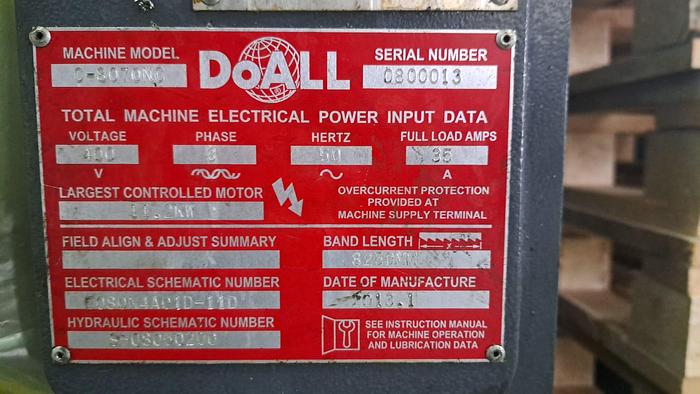 MACHINE MODEL
DOALL
SERIAL NUMBER
0800013
TOTAL MACHINE ELECTRICAL POWER INPUT DATA
VOLTAGE PHASE HERTZ FULL LOAD AMPS
400 3 50 35
V A
LARGEST CONTROLLED MOTOR
OVERCURRENT PROTECTION
PROVIDED AT
MACHINE SUPPLY TERMINAL
FIELD ALIGN & ADJUST SUMMARY
BAND LENGTH
X
ELECTRICAL SCHEMATIC NUMBER
DATE OF MANUFACTURE
2013.1
HYDRAULIC SCHEMATIC NUMBER
SEE INSTRUCTION MANUAL
FOR MACHINE OPERATION
AND LUBRICATION DATA